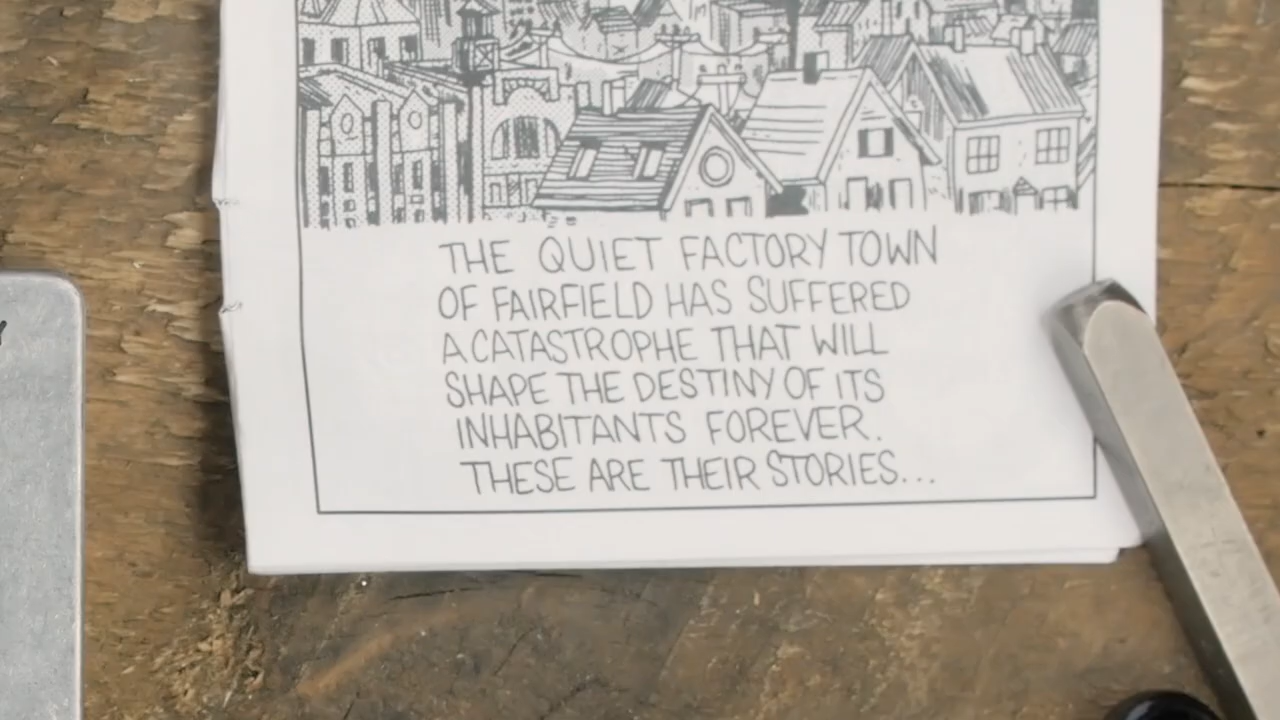 THE QUIET FACTORY TOWN
OF FAIRFIELD HAS SUFFERED
A CATASTROPHE THAT WILL
SHAPE THE DESTINY OF ITS
INHABITANTS FOREVER.
THESE ARE THEIR STORIES...